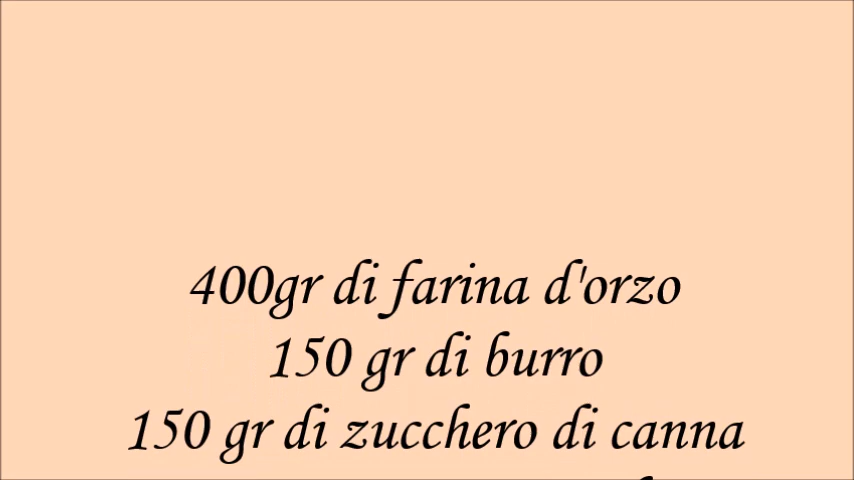 400gr di farina d'orzo
150 gr di burro
150 gr di zucchero di canna